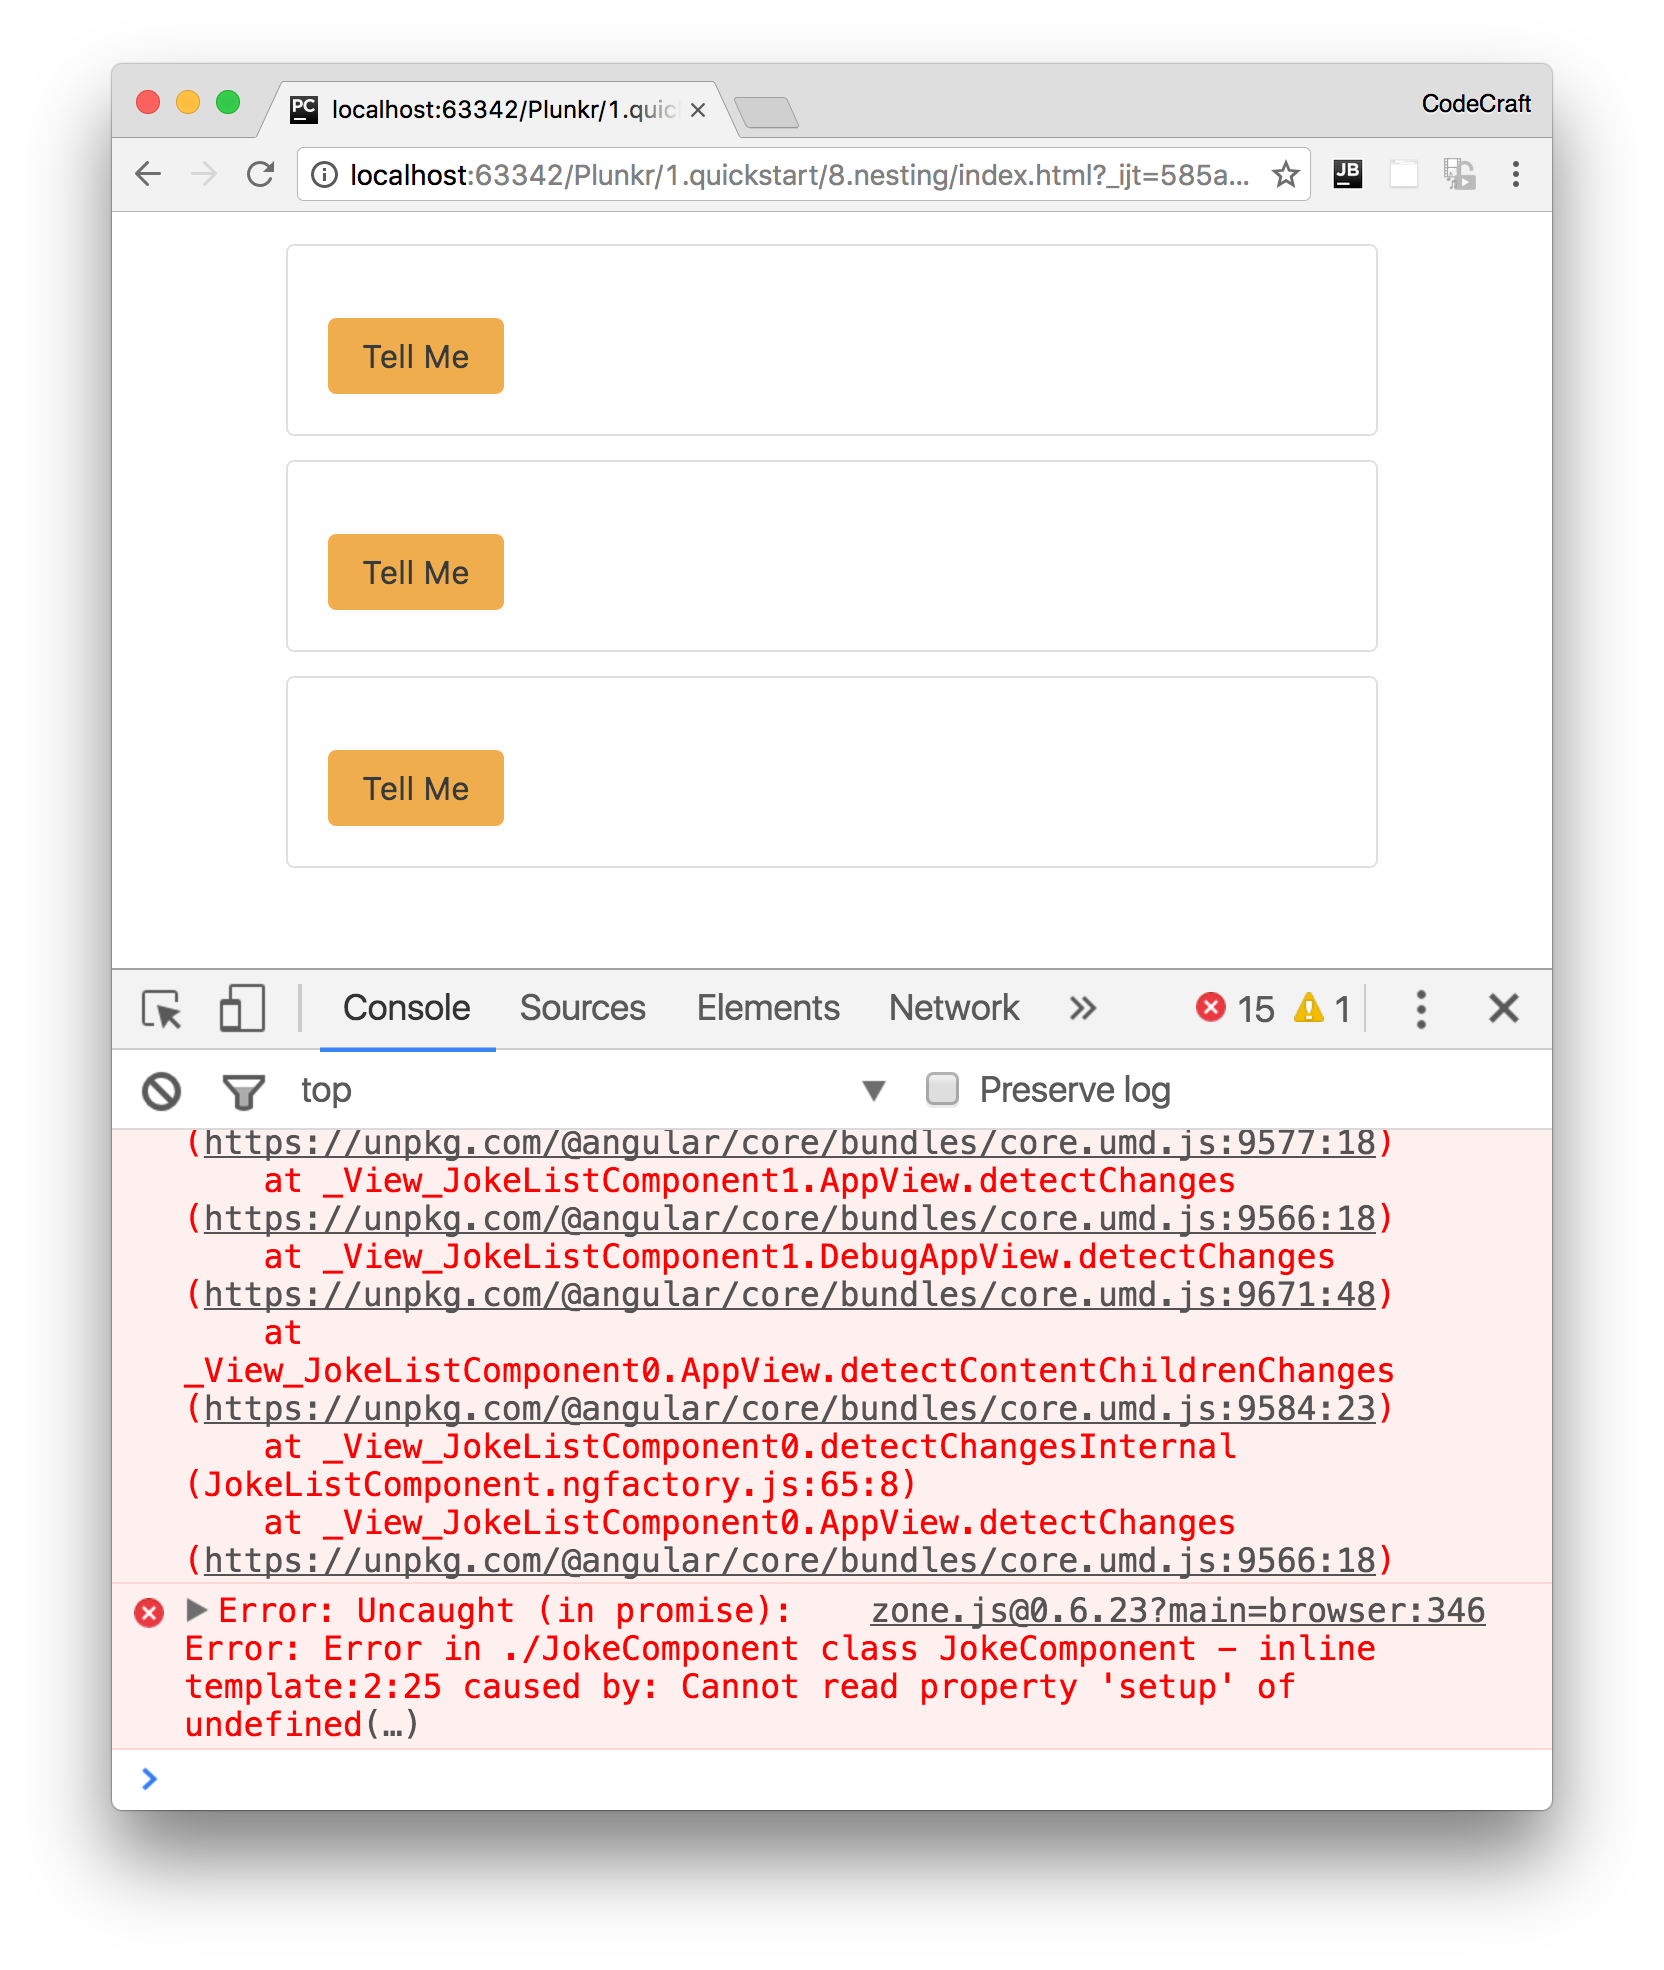 PC
localhost:63342/Plunkr/1.quic
CodeCraft
localhost:63342/Plunkr/1.quickstart/8.nesting/index.html?_ijt=585a...
JB
Tell Me
Tell Me
Tell Me
Console Sources Elements Network 15 1
top Preserve log
(https://unpkg.com/@angular/core/bundles/core.umd.js:9577:18)
at _View_JokeListComponent1.AppView.detectChanges
(https://unpkg.com/@angular/core/bundles/core.umd.js:9566:18)
at _View_JokeListComponent1.DebugAppView.detectChanges
(https://unpkg.com/@angular/core/bundles/core.umd.js:9671:48)
at
_View_JokeListComponent0.AppView.detectContentChildrenChanges
(https://unpkg.com/@angular/core/bundles/core.umd.js:9584:23)
at _View_JokeListComponent0.detectChangesInternal
(JokeListComponent.ngfactory.js:65:8)
at _View_JokeListComponent0.AppView.detectChanges
(https://unpkg.com/@angular/core/bundles/core.umd.js:9566:18)
Error: Uncaught (in promise): zone.js@0.6.23?main=browser:346
Error: Error in ./JokeComponent class JokeComponent - inline
template:2:25 caused by: Cannot read property 'setup' of
undefined(…)